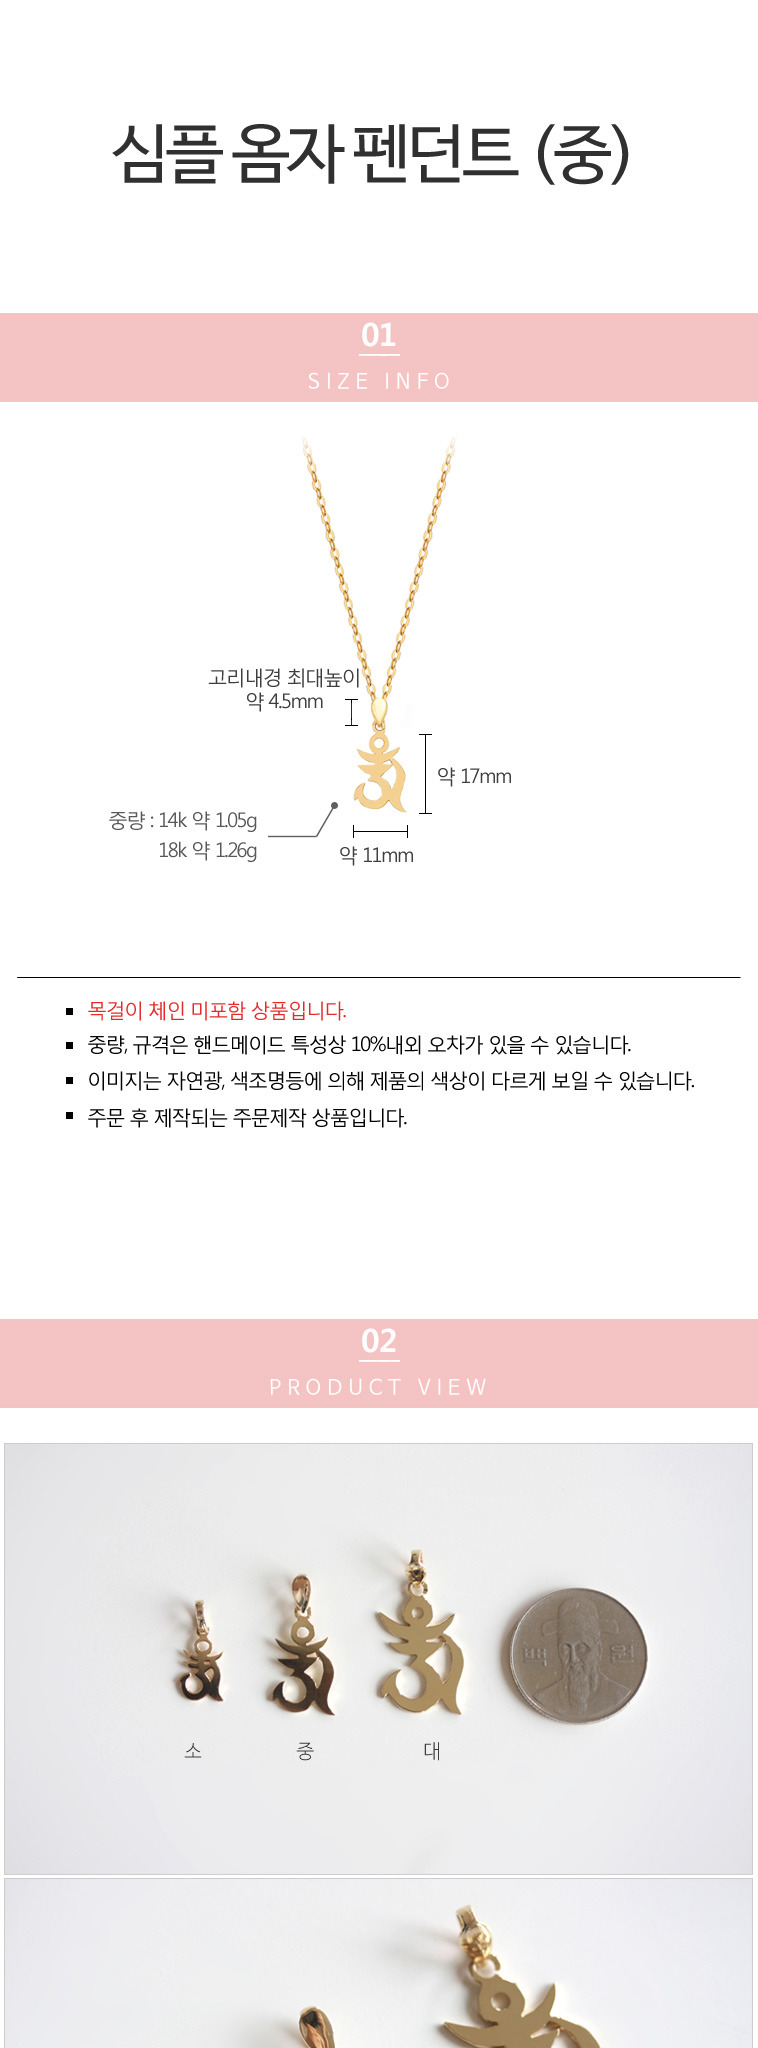 심플 옴자 펜던트 (중)
01
SIZE INFO
고리내경 최대높이
약 4.5mm
약 17mm
중량 : 14k 약 1.05g
18k 약 1.26g
약 11mm
목걸이 체인 미포함 상품입니다.
중량, 규격은 핸드메이드 특성상 10%내외 오차가 있을 수 있습니다.
이미지는 자연광, 색조명등에 의해 제품의 색상이 다르게 보일 수 있습니다.
주문 후 제작되는 주문제작 상품입니다.
02
PRODUCT VIEW
백 원
소 중 대